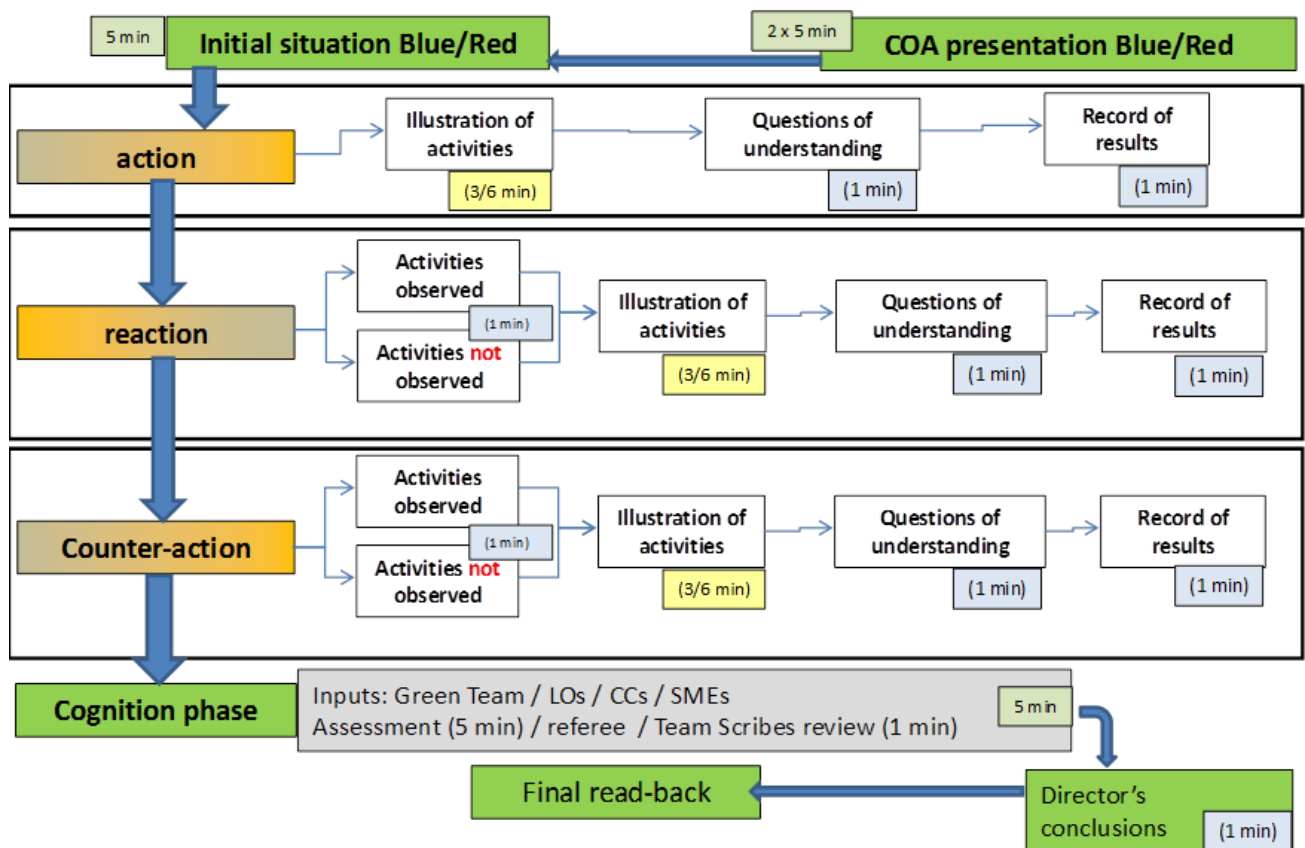 5 min
Initial situation Blue/Red
2 x 5 min
COA presentation Blue/Red
action
Illustration of
activities
(3/6 min)
Questions of
understanding
(1 min)
Record of
results
(1 min)
reaction
Activities
observed
(1 min)
Activities not
observed
Illustration of
activities
(3/6 min)
Questions of
understanding
(1 min)
Record of
results
(1 min)
Counter-action
Activities
observed
(1 min)
Activities not
observed
Illustration of
activities
(3/6 min)
Questions of
understanding
(1 min)
Record of
results
(1 min)
Cognition phase
Inputs: Green Team / LOs / CCs / SMEs
Assessment (5 min) / referee / Team Scribes review (1 min)
5 min
Final read-back
Director's
conclusions
(1 min)